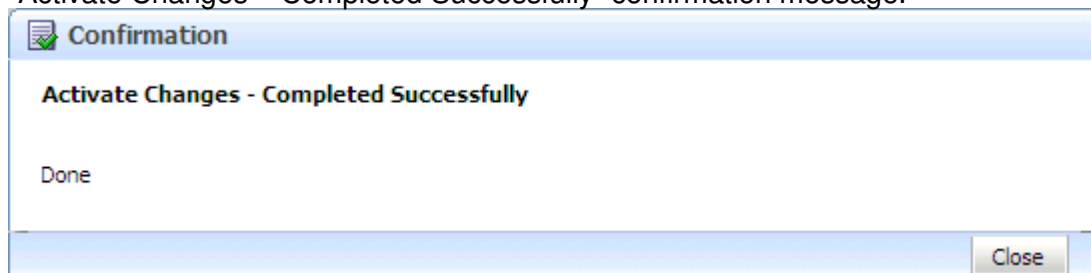 "Activate Changes – Completed Successfully" confirmation message.
Confirmation
Activate Changes - Completed Successfully
Done
Close